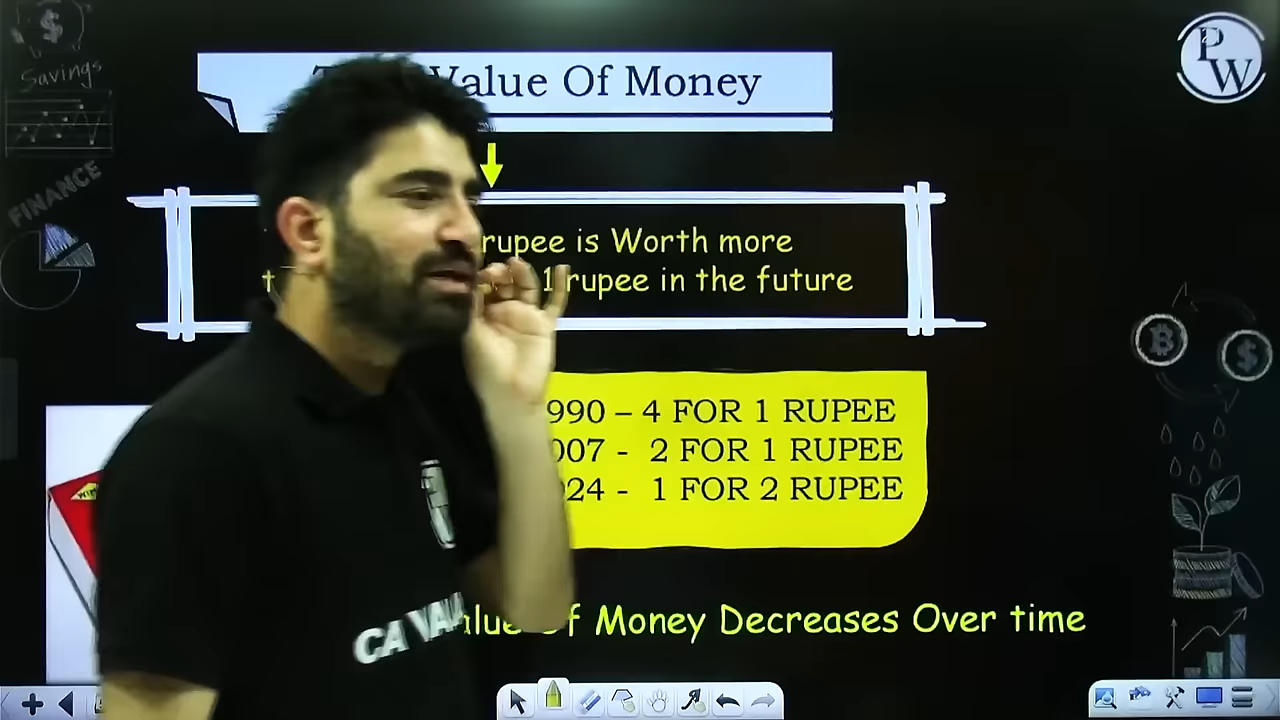 Savings
FINANCE
P
W
Value Of Money
rupee is Worth more
1 rupee in the future
990 – 4 FOR 1 RUPEE
007 - 2 FOR 1 RUPEE
024 - 1 FOR 2 RUPEE
Value Of Money Decreases Over time
CA